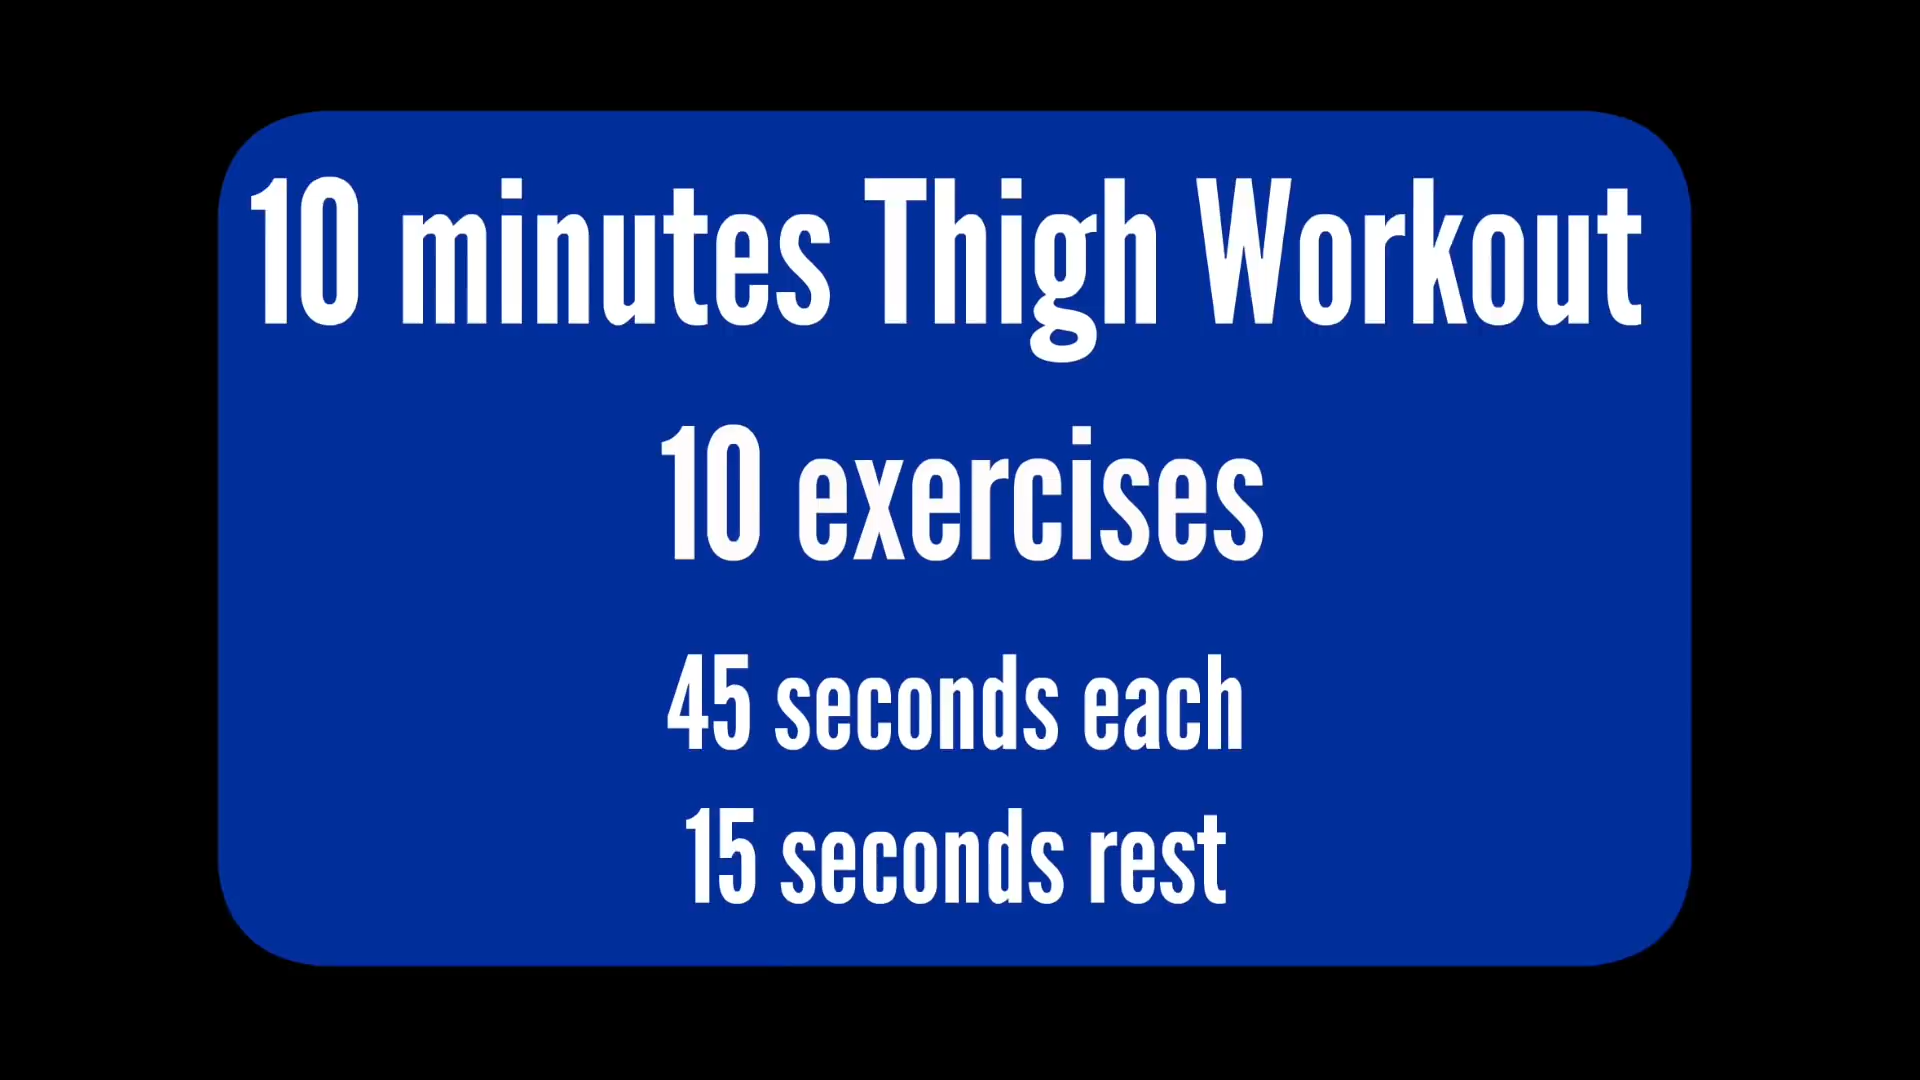 10 minutes Thigh Workout
10 exercises
45 seconds each
15 seconds rest